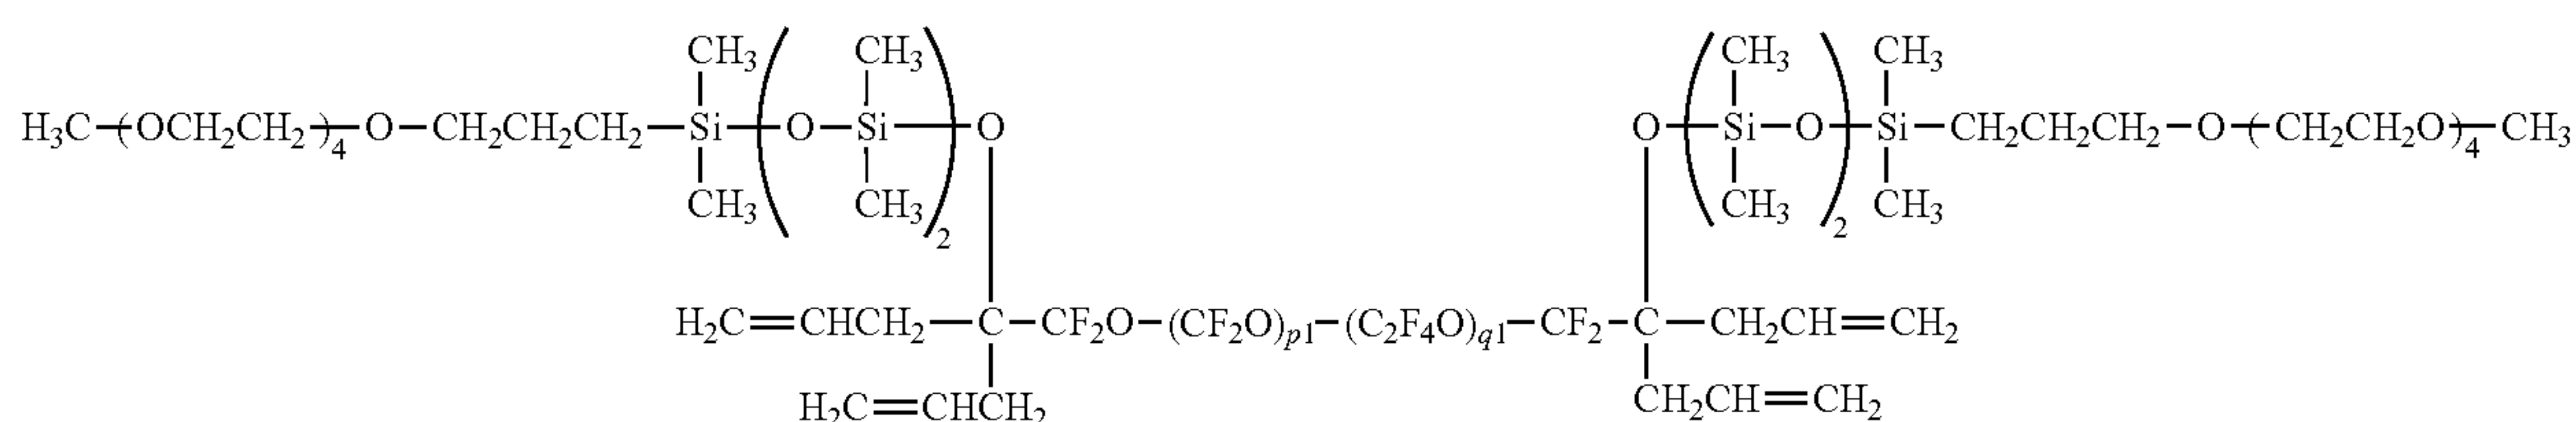 CH₃ CH₃ CH₃ CH₃
H₃C—(OCH₂CH₂)₄—O—CH₂CH₂CH₂—Si—(O—Si)₂—O O—(Si—O)₂—Si—CH₂CH₂CH₂—O—(CH₂CH₂O)₄—CH₃
CH₃ CH₃ CH₃ CH₃
H₂C=CHCH₂—C—CF₂O—(CF₂O)p1—(C₂F₄O)q1—CF₂—C—CH₂CH=CH₂
H₂C=CHCH₂ CH₂CH=CH₂